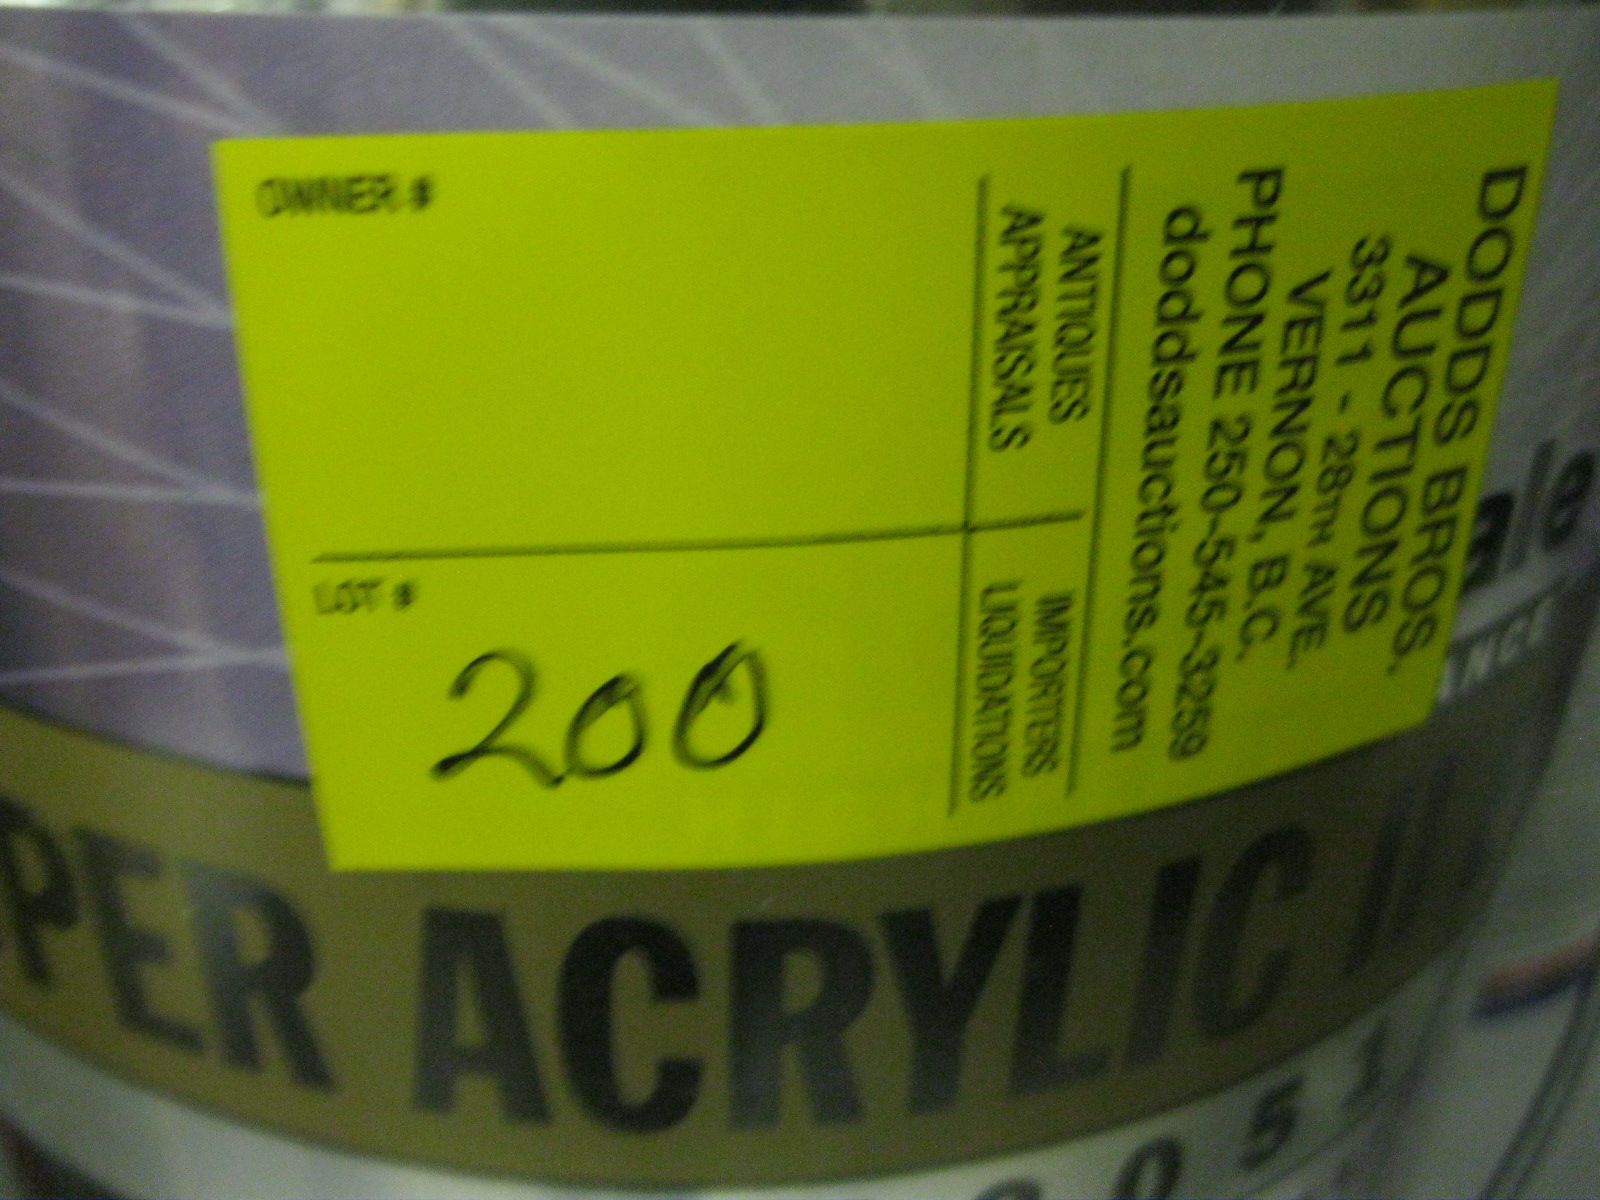 DODDS BROS.
AUCTIONS
3311 - 28TH AVE.
VERNON, B.C.
PHONE 250-545-3259
doddsauctions.com
ANTIQUES
APPRAISALS
IMPORTERS
LIQUIDATIONS
OWNER #
LOT #
200
PER ACRYLIC
051